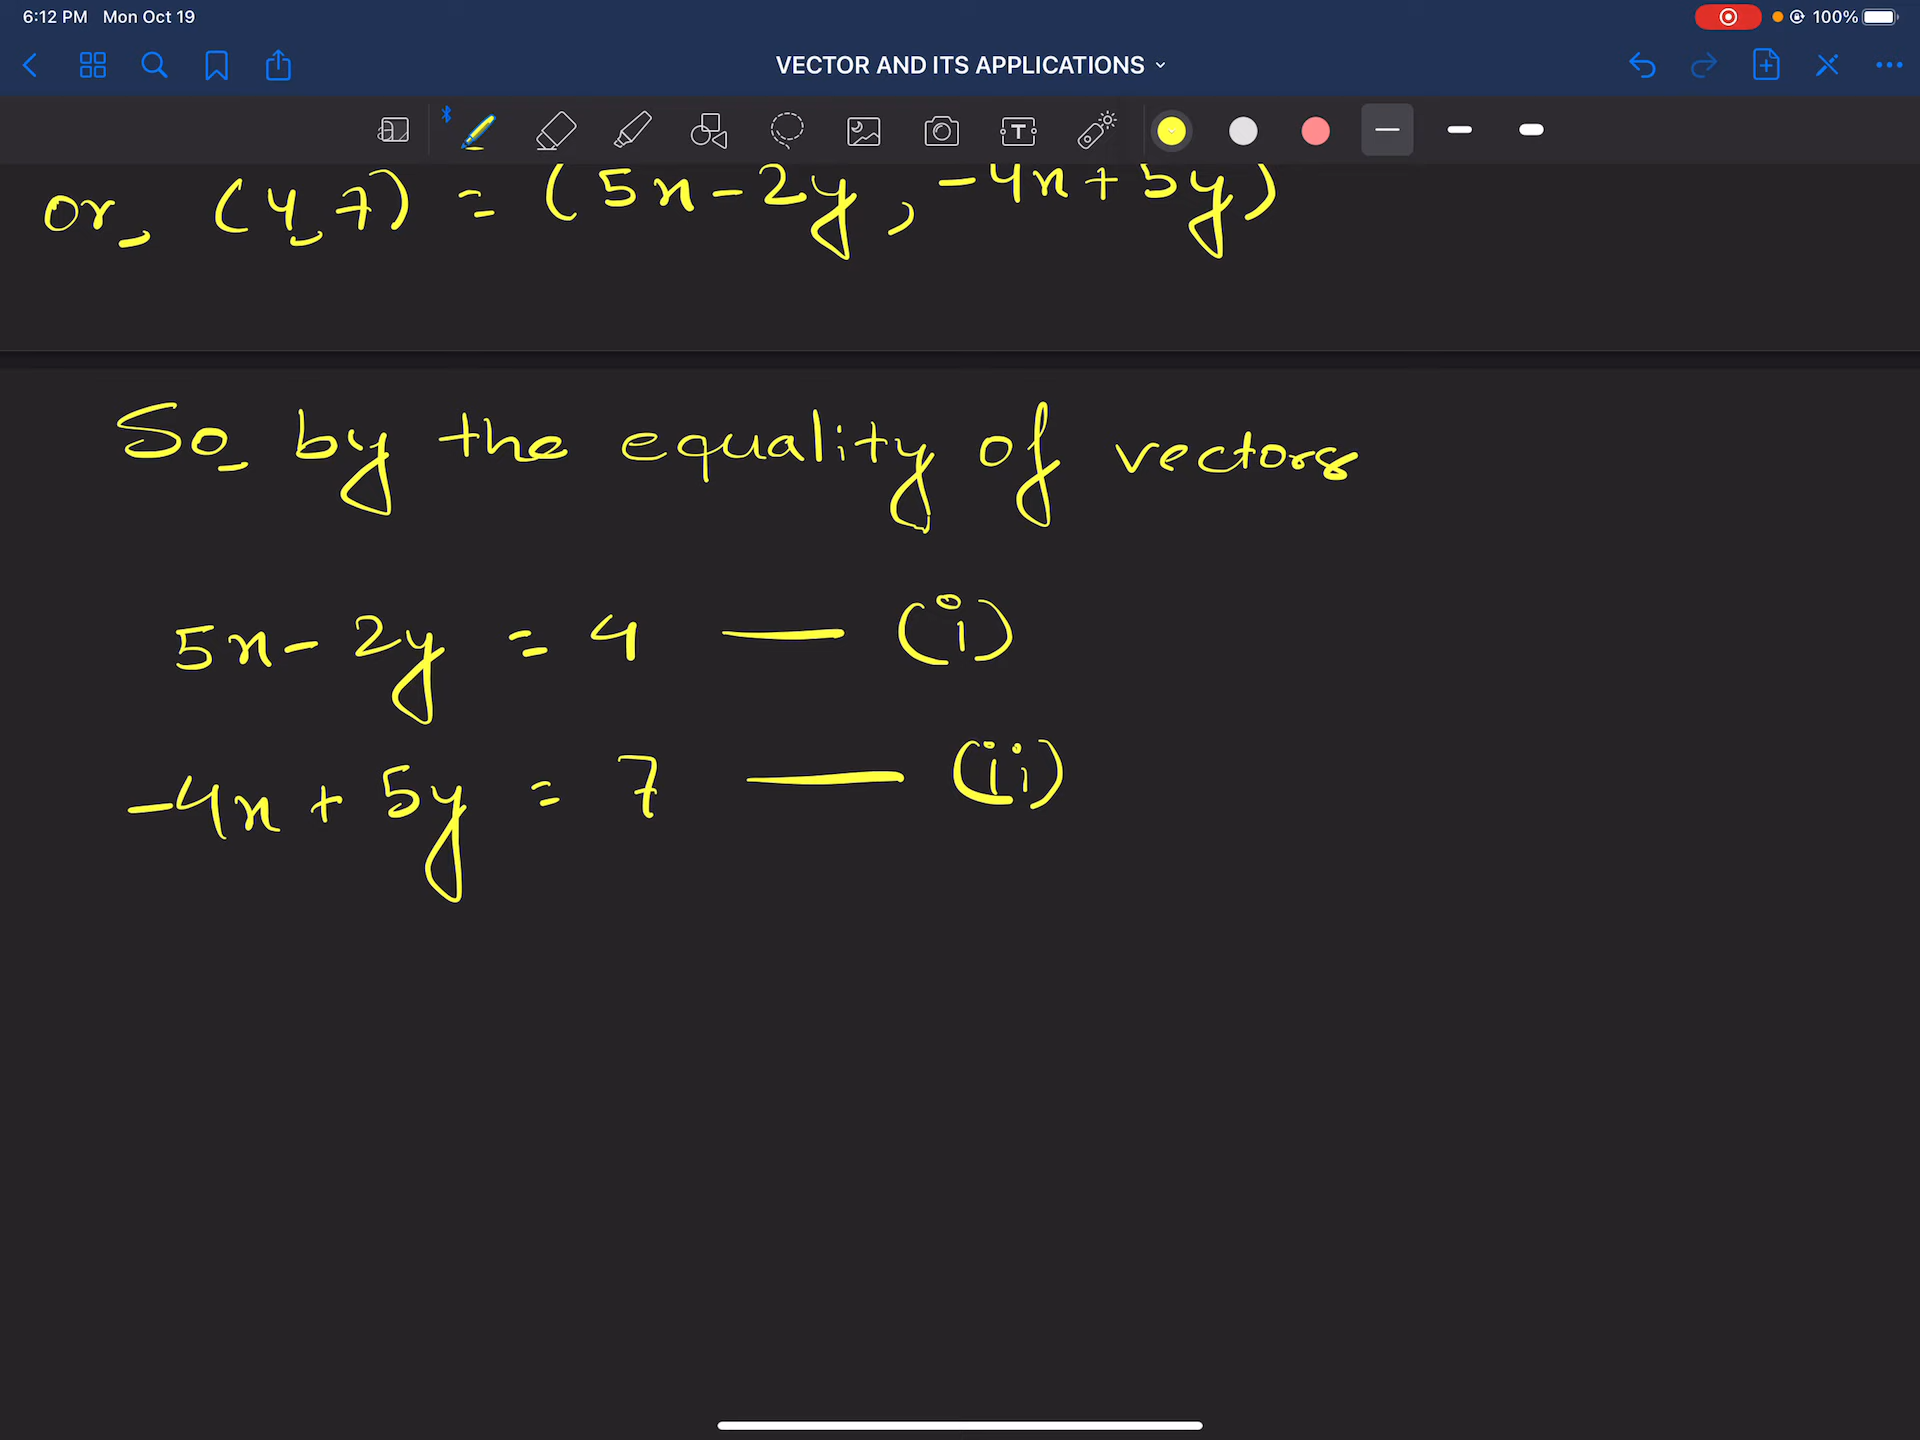 6:12 PM Mon Oct 19 100%
VECTOR AND ITS APPLICATIONS
T
or, (4, 7) = (5x - 2y, -4x + 5y)
So, by the equality of vectors
5x - 2y = 4 — (i)
-4x + 5y = 7 — (ii)